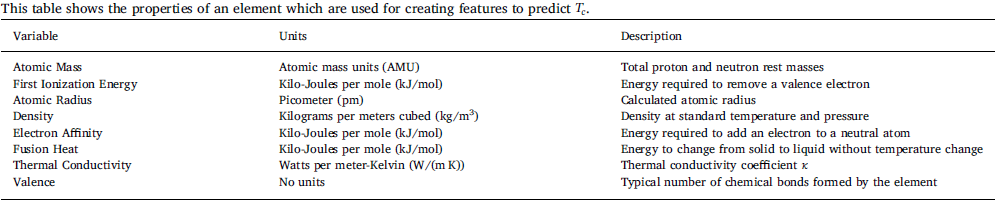 This table shows the properties of an element which are used for creating features to predict Tc.
Variable Units Description
Atomic Mass Atomic mass units (AMU) Total proton and neutron rest masses
First Ionization Energy Kilo-Joules per mole (kJ/mol) Energy required to remove a valence electron
Atomic Radius Picometer (pm) Calculated atomic radius
Density Kilograms per meters cubed (kg/m³) Density at standard temperature and pressure
Electron Affinity Kilo-Joules per mole (kJ/mol) Energy required to add an electron to a neutral atom
Fusion Heat Kilo-Joules per mole (kJ/mol) Energy to change from solid to liquid without temperature change
Thermal Conductivity Watts per meter-Kelvin (W/(m K)) Thermal conductivity coefficient κ
Valence No units Typical number of chemical bonds formed by the element